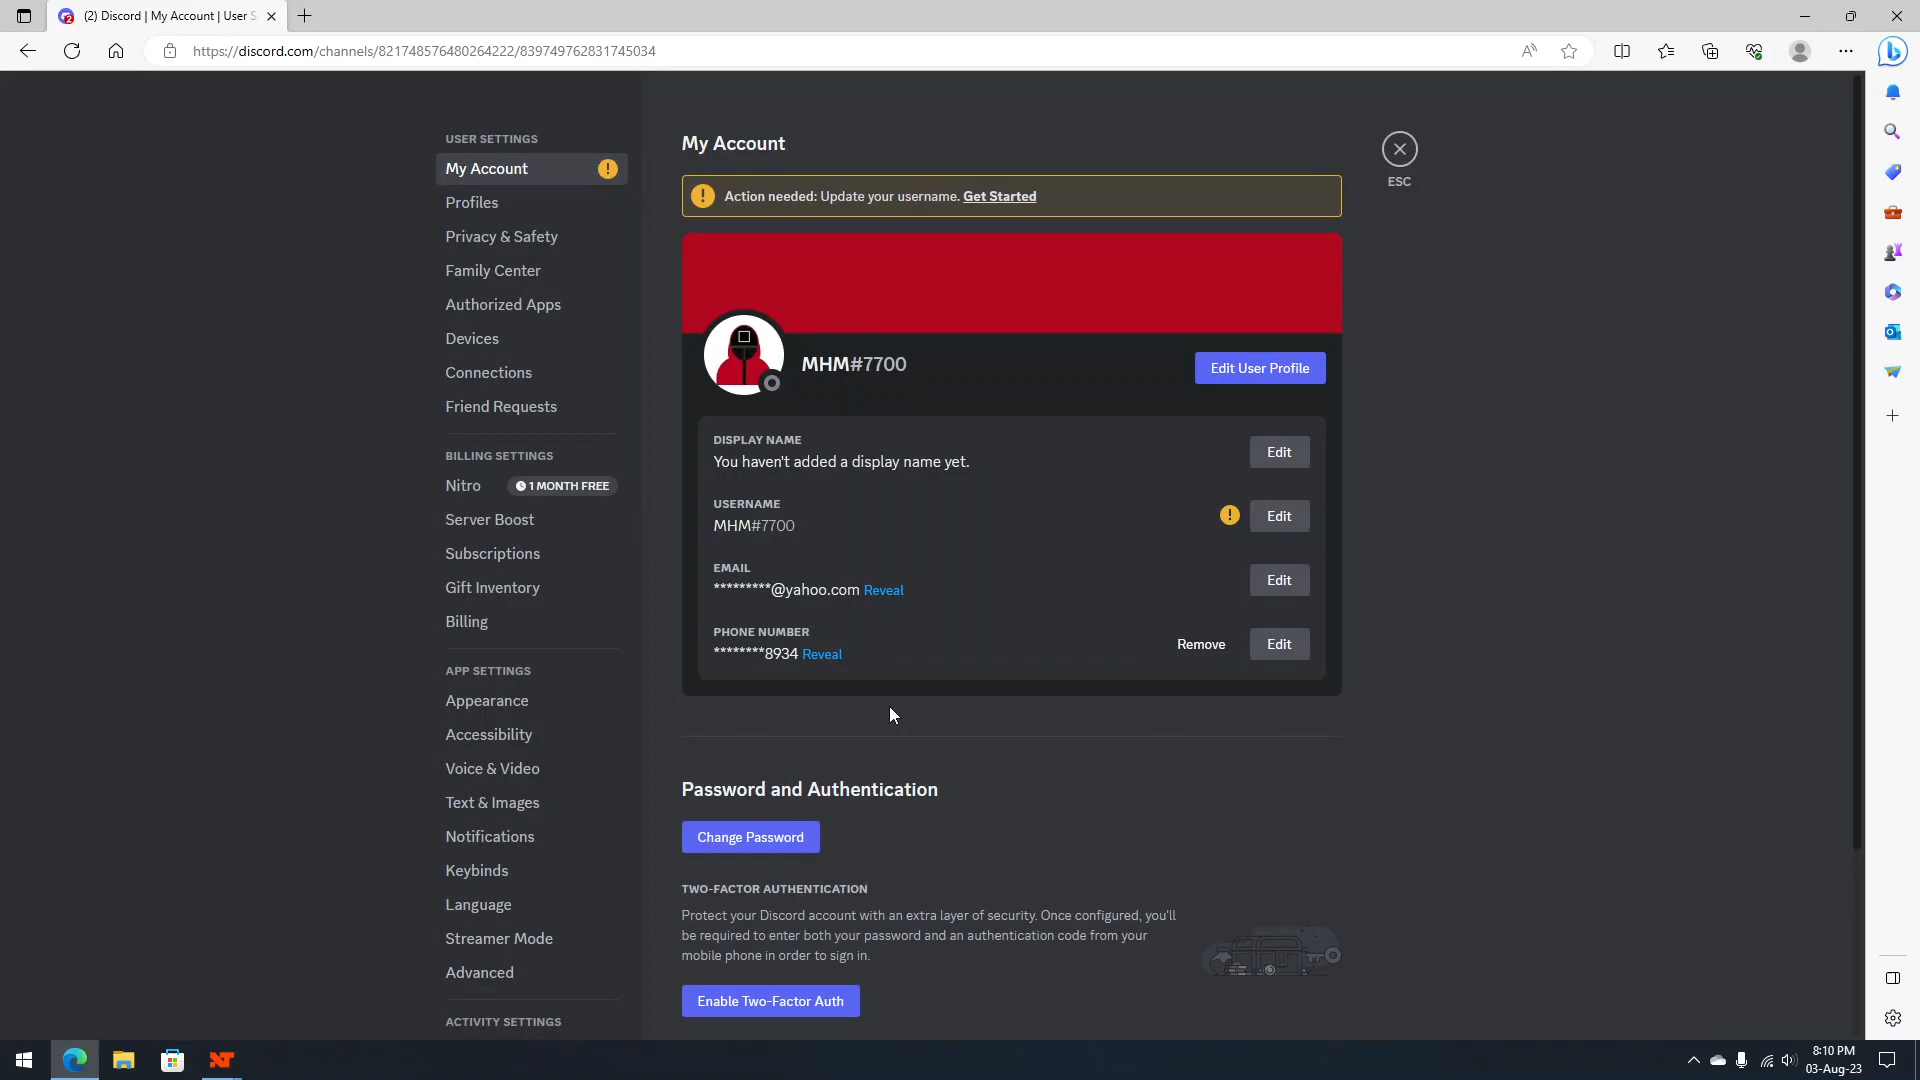 (2) Discord | My Account | User S
https://discord.com/channels/821748576480264222/839749762831745034
USER SETTINGS
My Account
Profiles
Privacy & Safety
Family Center
Authorized Apps
Devices
Connections
Friend Requests
BILLING SETTINGS
Nitro 1 MONTH FREE
Server Boost
Subscriptions
Gift Inventory
Billing
APP SETTINGS
Appearance
Accessibility
Voice & Video
Text & Images
Notifications
Keybinds
Language
Streamer Mode
Advanced
ACTIVITY SETTINGS
My Account
ESC
Action needed: Update your username. Get Started
MHM#7700
Edit User Profile
DISPLAY NAME
You haven't added a display name yet.
Edit
USERNAME
MHM#7700
Edit
EMAIL
*********@yahoo.com Reveal
Edit
PHONE NUMBER
********8934 Reveal
Remove
Edit
Password and Authentication
Change Password
TWO-FACTOR AUTHENTICATION
Protect your Discord account with an extra layer of security. Once configured, you'll
be required to enter both your password and an authentication code from your
mobile phone in order to sign in.
Enable Two-Factor Auth
8:10 PM
03-Aug-23